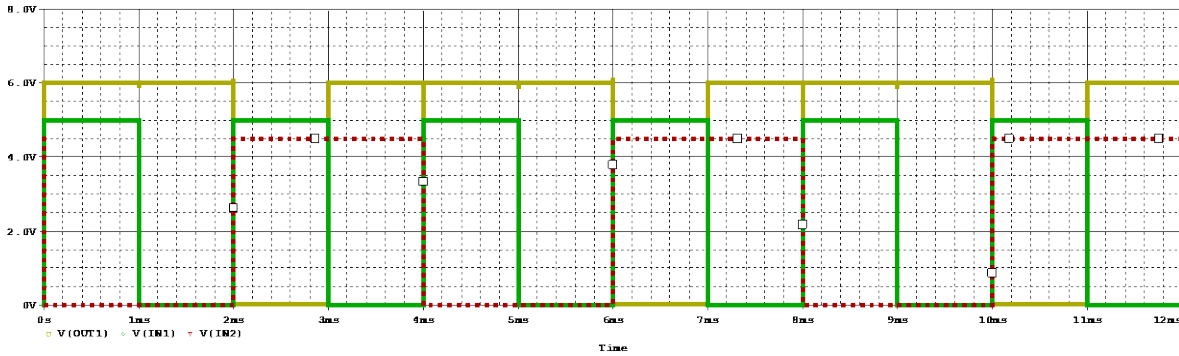 8.0V
6.0V
4.0V
2.0V
0V
0s 1ms 2ms 3ms 4ms 5ms 6ms 7ms 8ms 9ms 10ms 11ms 12ms
V(OUT1) V(IN1) V(IN2)
Time